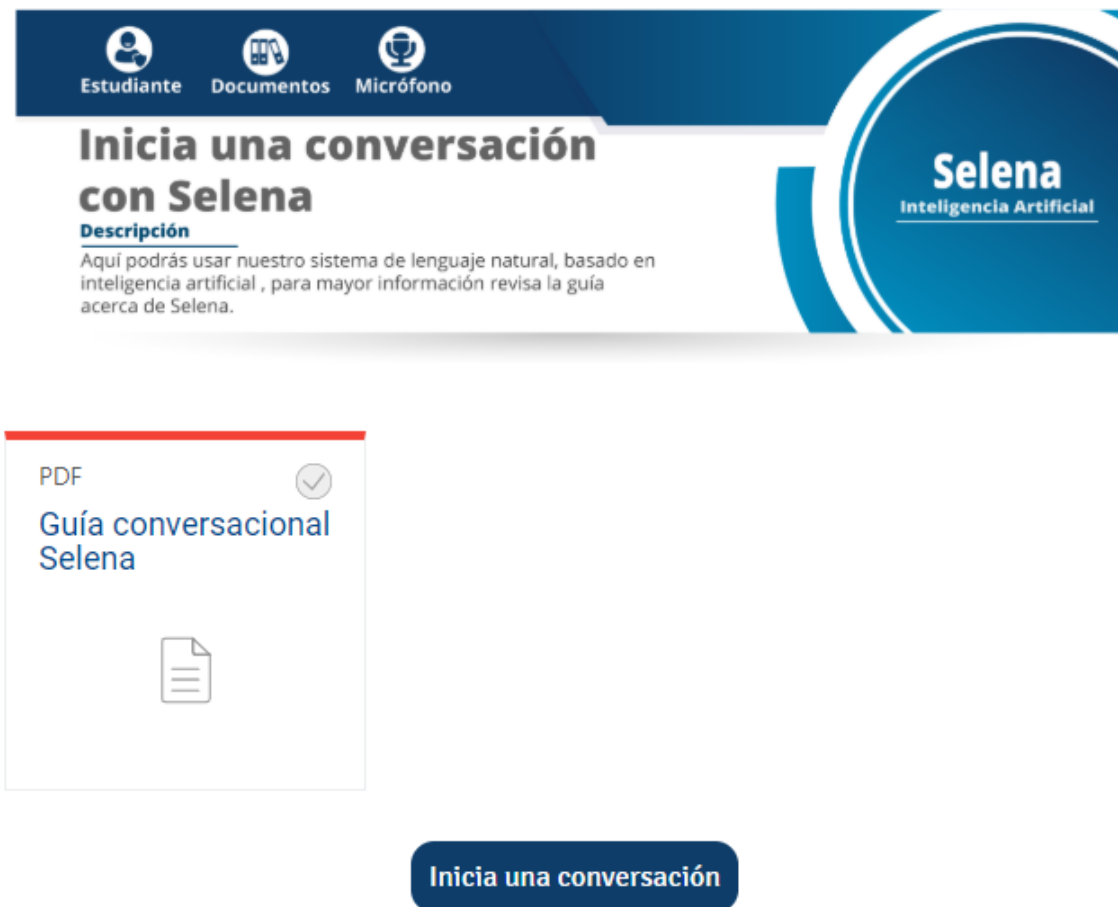 Estudiante Documentos Micrófono
Inicia una conversación
con Selena
Descripción
Aquí podrás usar nuestro sistema de lenguaje natural, basado en
inteligencia artificial , para mayor información revisa la guía
acerca de Selena.
Selena
Inteligencia Artificial
PDF
Guía conversacional
Selena
Inicia una conversación